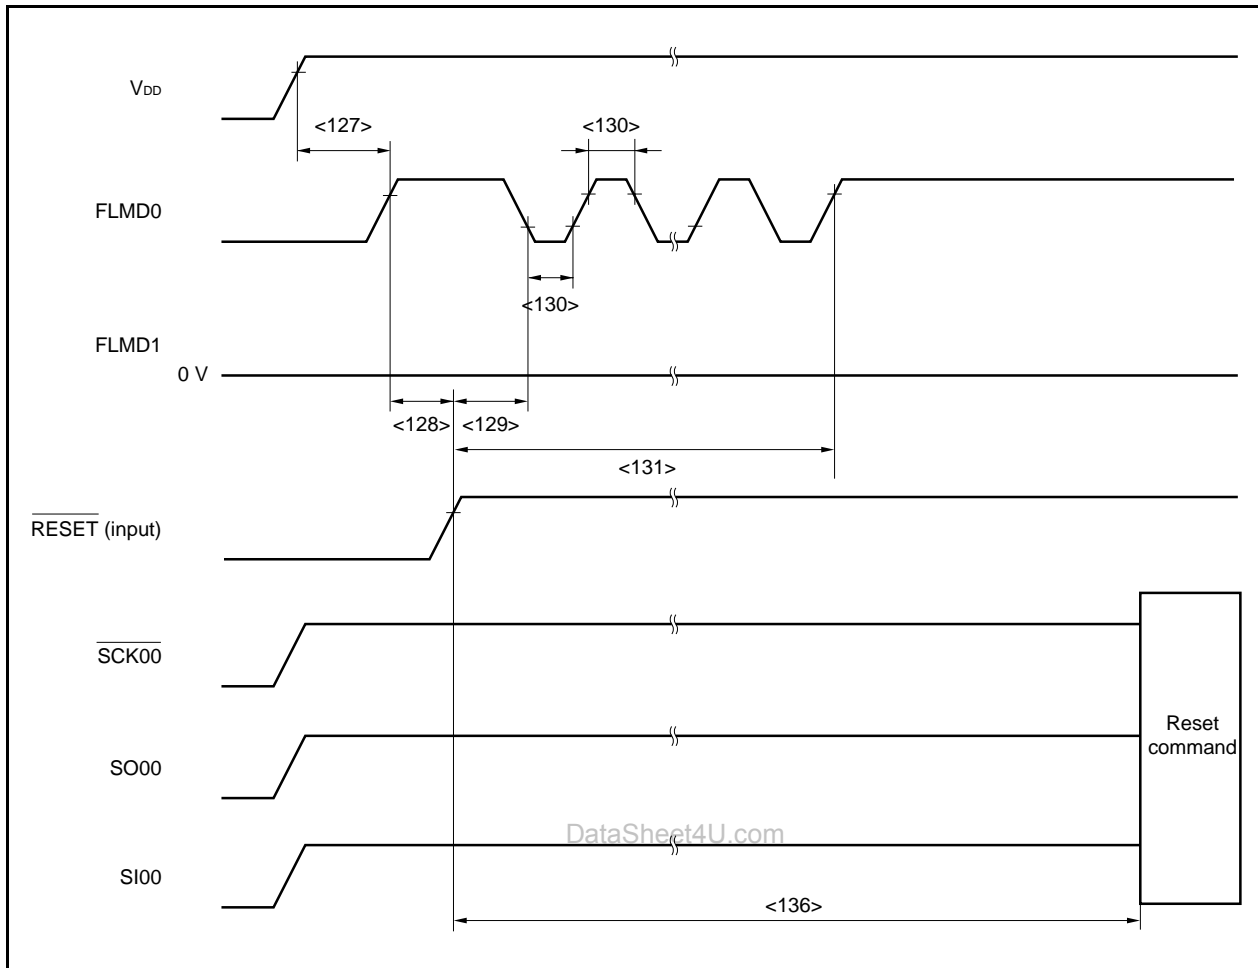 VDD
<127>
<130>
FLMD0
<130>
FLMD1
0 V
<128>
<129>
<131>
RESET (input)
SCK00
Reset
command
SO00
DataSheet4U.com
SI00
<136>